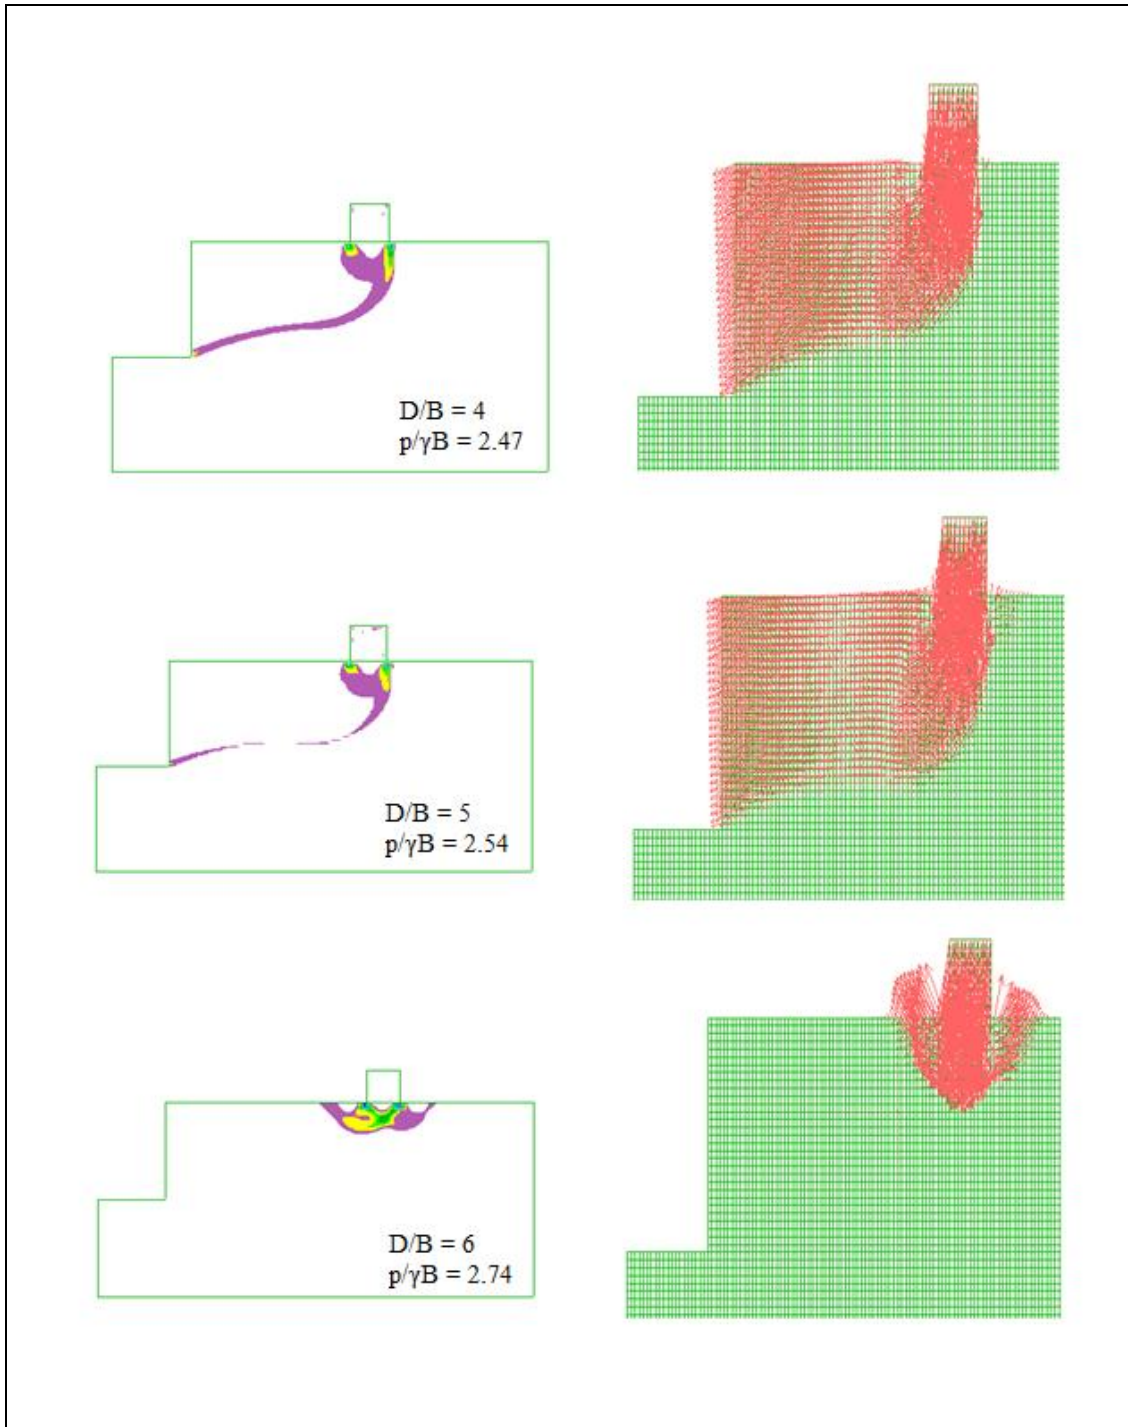 D/B = 4
p/γB = 2.47
D/B = 5
p/γB = 2.54
D/B = 6
p/γB = 2.74